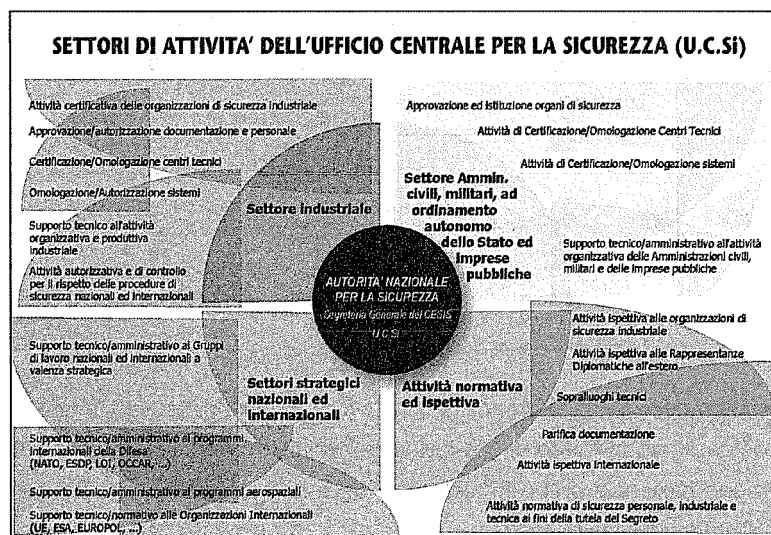 SETTORI DI ATTIVITA' DELL'UFFICIO CENTRALE PER LA SICUREZZA (U.C.Si)
Attività certificativa delle organizzazioni di sicurezza industriale
Approvazione/autorizzazione documentazione e personale
Certificazione/Omologazione centri tecnici
Omologazione/Autorizzazione sistemi
Supporto tecnico all'attività
organizzativa e produttiva
industriale
Attività autorizzativa e di controllo
per il rispetto delle procedure di
sicurezza nazionali ed internazionali
Settore industriale
Approvazione ed istituzione organi di sicurezza
Attività di Certificazione/Omologazione Centri Tecnici
Attività di Certificazione/Omologazione sistemi
Settore Ammin.
civili, militari, ad
ordinamento
autonomo
dello Stato ed
imprese
pubbliche
Supporto tecnico/amministrativo all'attività
organizzativa delle Amministrazioni civili,
militari e delle Imprese pubbliche
AUTORITA' NAZIONALE
PER LA SICUREZZA
Segreteria Generale del CESIS
U.C.Si
Supporto tecnico/amministrativo ai Gruppi
di lavoro nazionali ed internazionali a
valenza strategica
Settori strategici
nazionali ed
internazionali
Supporto tecnico/amministrativo ai programmi
internazionali della Difesa
(NATO, ESDP, LOI, OCCAR, ...)
Supporto tecnico/amministrativo ai programmi aerospaziali
Supporto tecnico/normativo alle Organizzazioni Internazionali
(UE, ESA, EUROPOL, ...)
Attività normativa
ed ispettiva
Attività ispettiva alle organizzazioni di
sicurezza industriale
Attività ispettiva alle Rappresentanze
Diplomatiche all'estero
Sopralluoghi tecnici
Parifica documentazione
Attività ispettiva internazionale
Attività normativa di sicurezza personale, industriale e
tecnica ai fini della tutela del Segreto